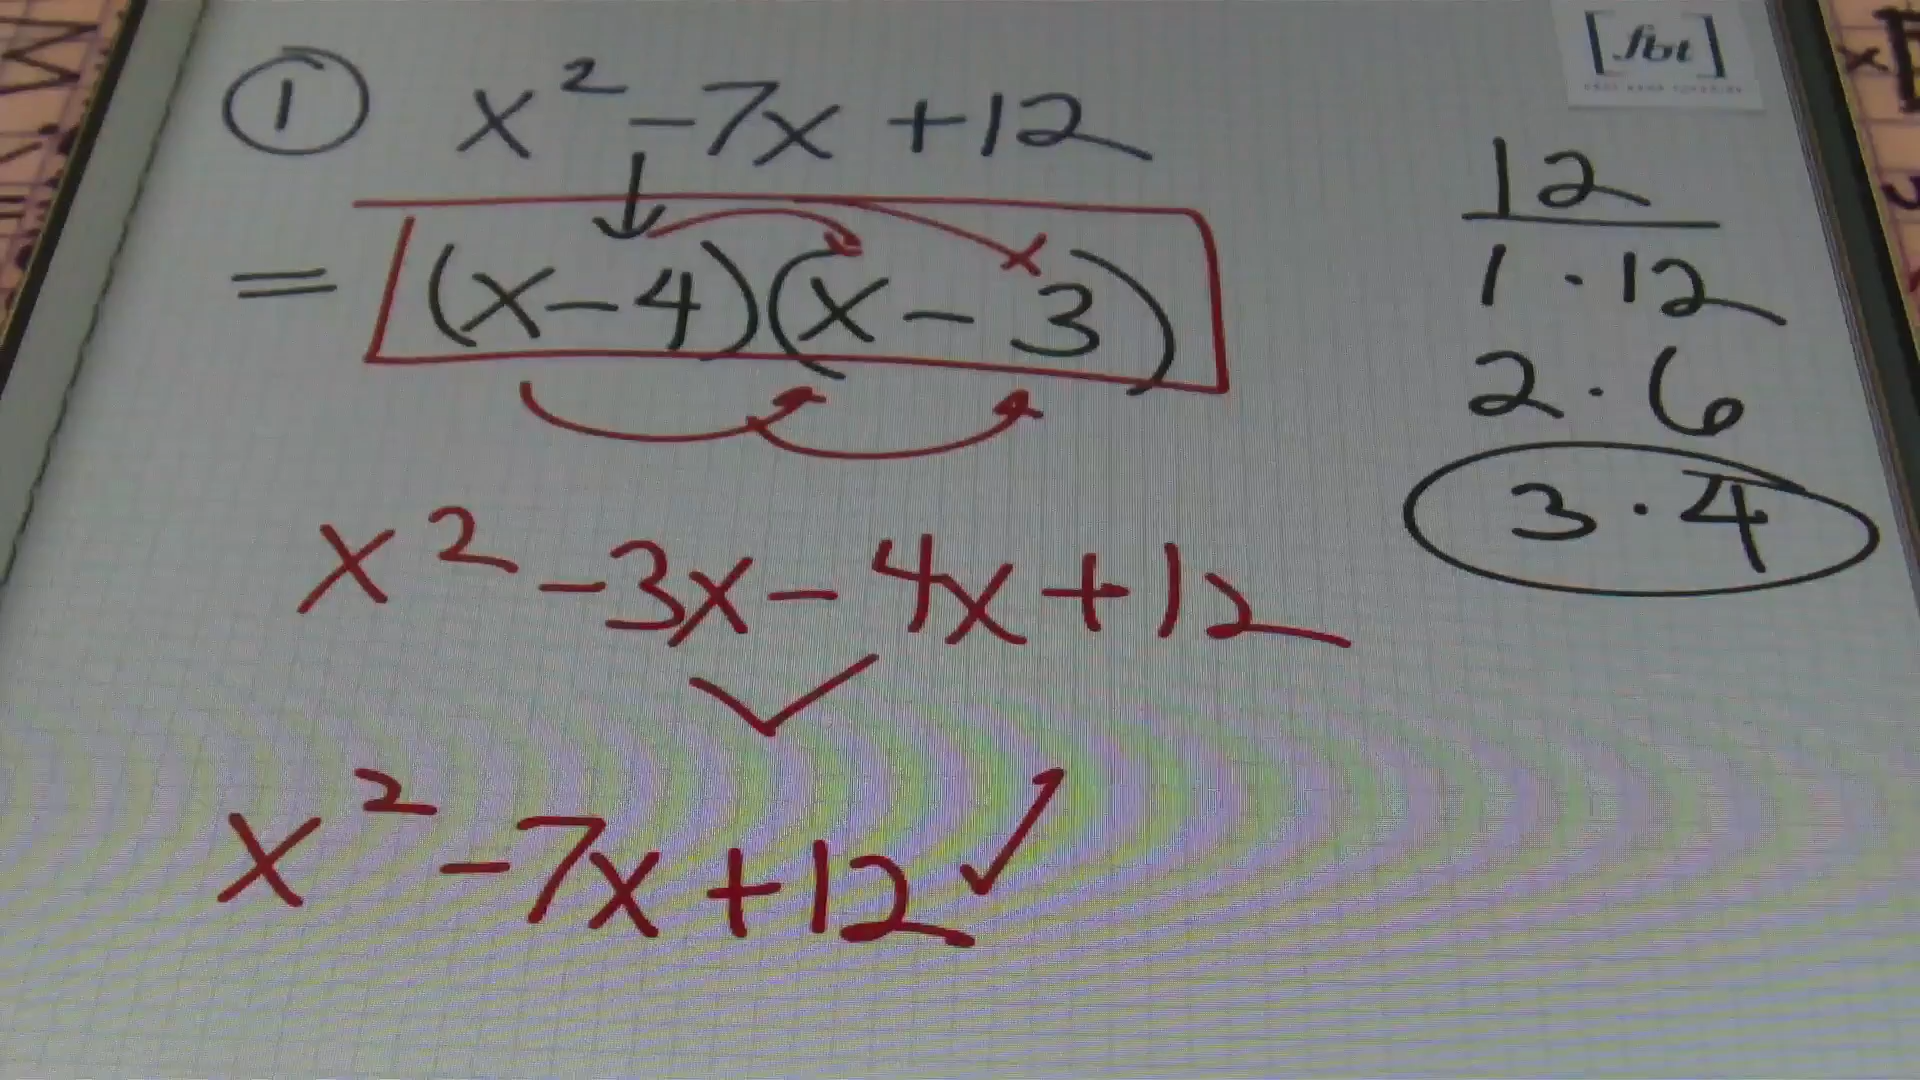 ① x² - 7x + 12
= (x - 4)(x - 3)
x² - 3x - 4x + 12
x² - 7x + 12 ✓
[fbt]
12
1 · 12
2 · 6
3 · 4